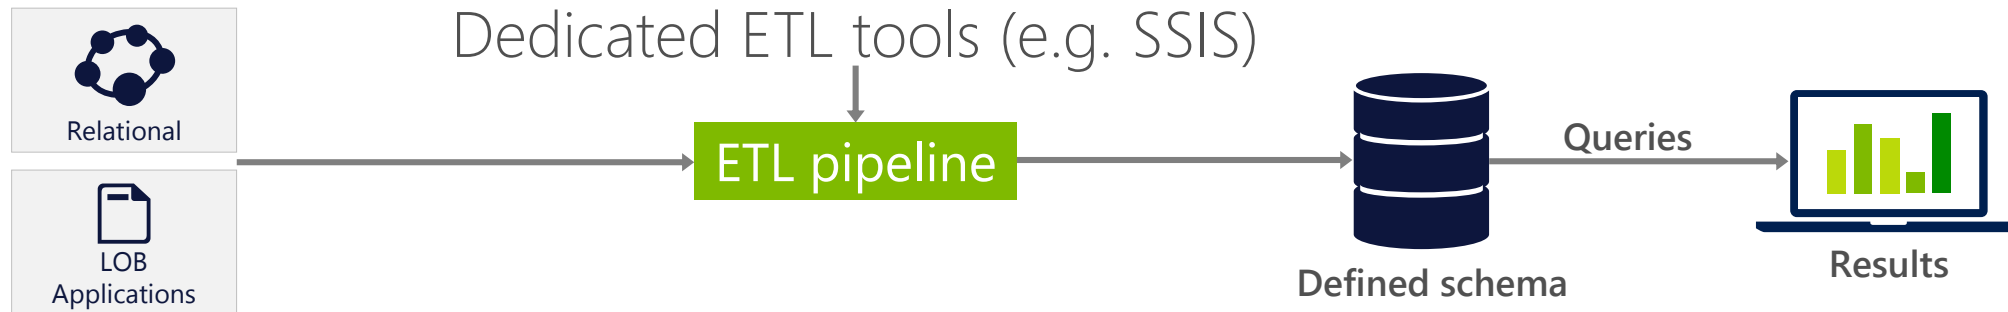 Dedicated ETL tools (e.g. SSIS)
Relational
LOB
Applications
ETL pipeline
Defined schema
Queries
Results